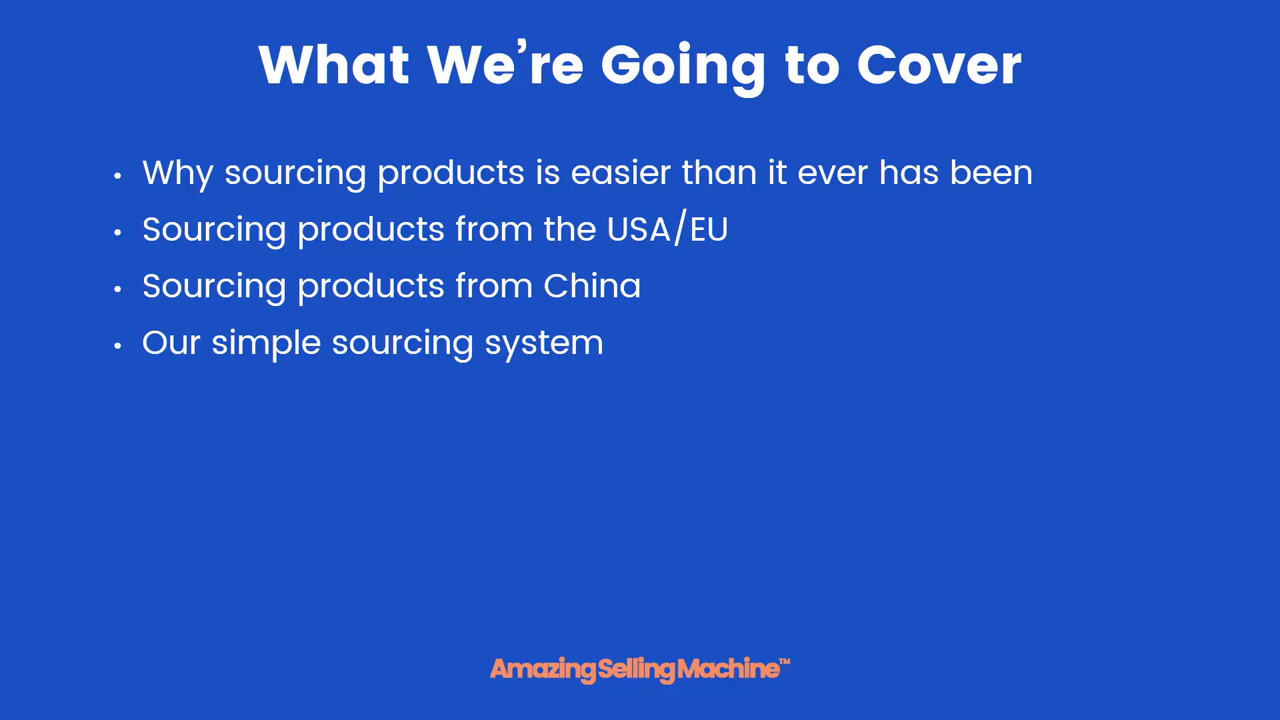 What We’re Going to Cover
• Why sourcing products is easier than it ever has been
• Sourcing products from the USA/EU
• Sourcing products from China
• Our simple sourcing system
AmazingSellingMachine™